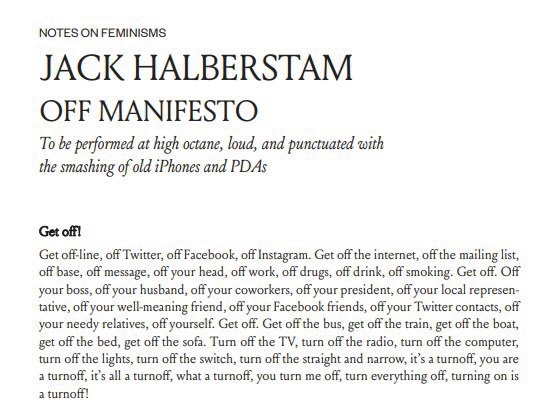 NOTES ON FEMINISMS
JACK HALBERSTAM
OFF MANIFESTO
To be performed at high octane, loud, and punctuated with
the smashing of old iPhones and PDAs
Get off!
Get off-line, off Twitter, off Facebook, off Instagram. Get off the internet, off the mailing list,
off base, off message, off your head, off work, off drugs, off drink, off smoking. Get off. Off
your boss, off your husband, off your coworkers, off your president, off your local represen-
tative, off your well-meaning friend, off your Facebook friends, off your Twitter contacts, off
your needy relatives, off yourself. Get off. Get off the bus, get off the train, get off the boat,
get off the bed, get off the sofa. Turn off the TV, turn off the radio, turn off the computer,
turn off the lights, turn off the switch, turn off the straight and narrow, it’s a turnoff, you are
a turnoff, it’s all a turnoff, what a turnoff, you turn me off, turn everything off, turning on is
a turnoff!